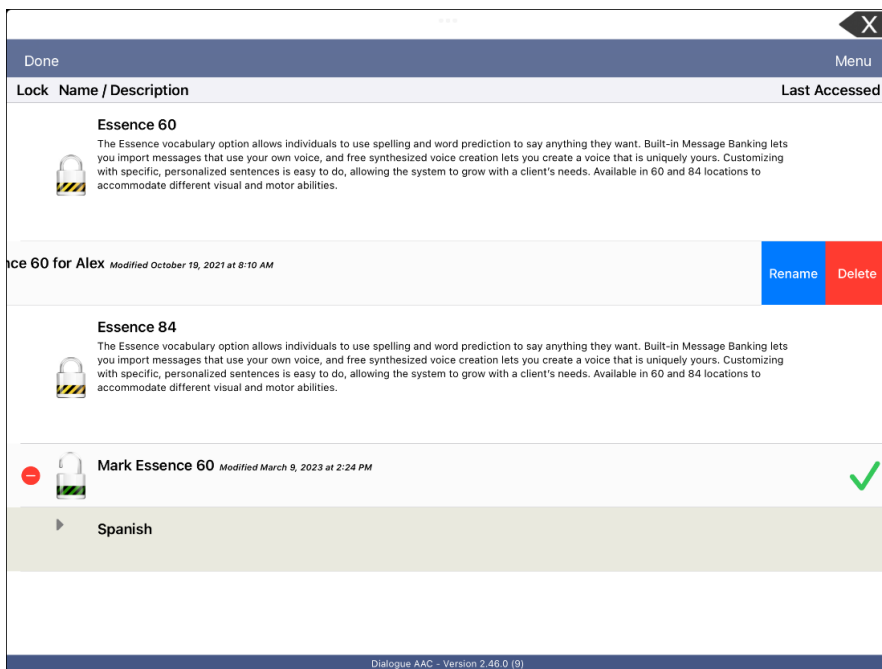 X
Done Menu
Lock Name / Description Last Accessed
Essence 60
The Essence vocabulary option allows individuals to use spelling and word prediction to say anything they want. Built-in Message Banking lets
you import messages that use your own voice, and free synthesized voice creation lets you create a voice that is uniquely yours. Customizing
with specific, personalized sentences is easy to do, allowing the system to grow with a client's needs. Available in 60 and 84 locations to
accommodate different visual and motor abilities.
nce 60 for Alex Modified October 19, 2021 at 8:10 AM
Rename Delete
Essence 84
The Essence vocabulary option allows individuals to use spelling and word prediction to say anything they want. Built-in Message Banking lets
you import messages that use your own voice, and free synthesized voice creation lets you create a voice that is uniquely yours. Customizing
with specific, personalized sentences is easy to do, allowing the system to grow with a client's needs. Available in 60 and 84 locations to
accommodate different visual and motor abilities.
Mark Essence 60 Modified March 9, 2023 at 2:24 PM
Spanish
Dialogue AAC - Version 2.46.0 (9)